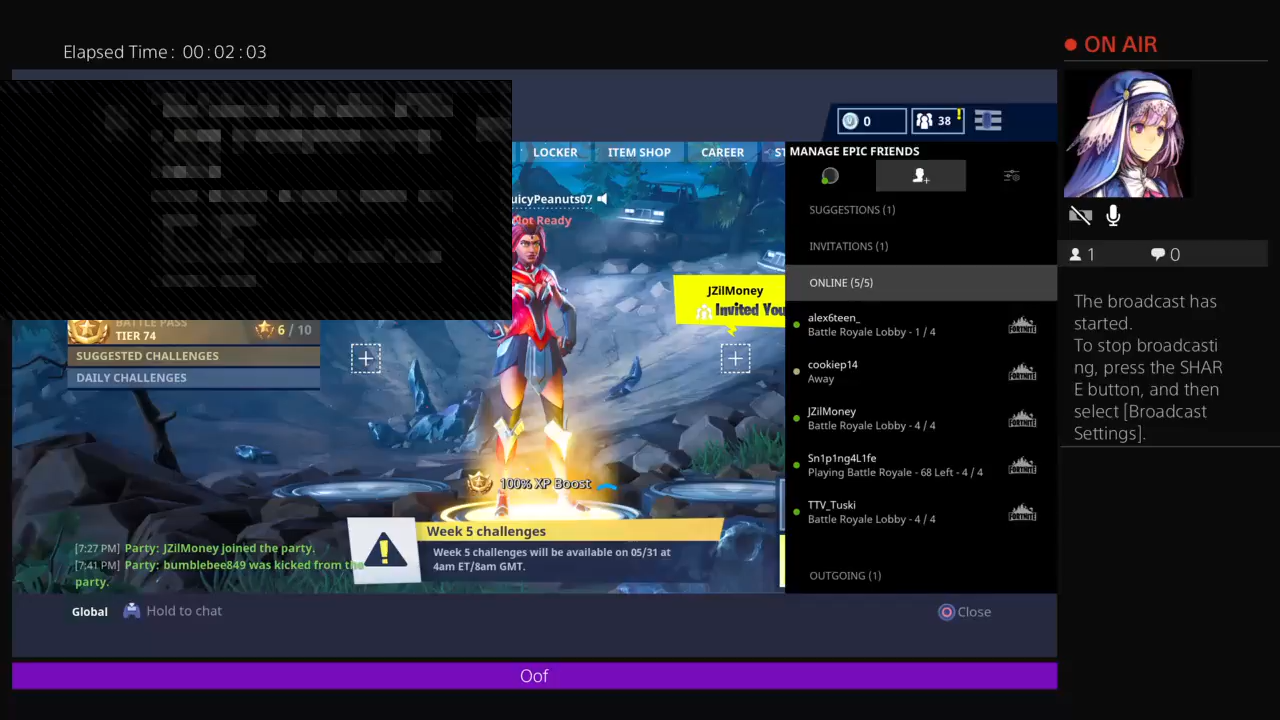 Elapsed Time: 00:02:03
ON AIR
0
38
LOCKER
ITEM SHOP
CAREER
ST
MANAGE EPIC FRIENDS
uicyPeanuts07
Not Ready
SUGGESTIONS (1)
INVITATIONS (1)
ONLINE (5/5)
1
0
JZilMoney
Invited You
alex6teen_
Battle Royale Lobby - 1 / 4
cookiep14
Away
JZilMoney
Battle Royale Lobby - 4 / 4
Sn1p1ng4L1fe
Playing Battle Royale - 68 Left - 4 / 4
TTV_Tuski
Battle Royale Lobby - 4 / 4
OUTGOING (1)
FORTNITE
FORTNITE
FORTNITE
FORTNITE
FORTNITE
The broadcast has
started.
To stop broadcasti
ng, press the SHAR
E button, and then
select [Broadcast
Settings].
BATTLE PASS
TIER 74
6 / 10
SUGGESTED CHALLENGES
DAILY CHALLENGES
100% XP Boost
Week 5 challenges
Week 5 challenges will be available on 05/31 at
4am ET/8am GMT.
[7:27 PM] Party: JZilMoney joined the party.
[7:41 PM] Party: bumblebee849 was kicked from the
party.
Global
Hold to chat
Close
Oof